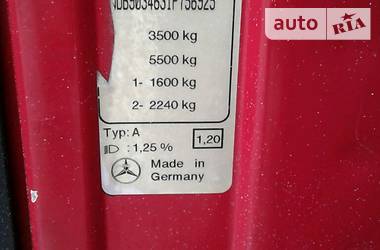 3500 kg
5500 kg
1- 1600 kg
2- 2240 kg
Typ: A
1,20
: 1,25 %
Made in
Germany
auto
RIA